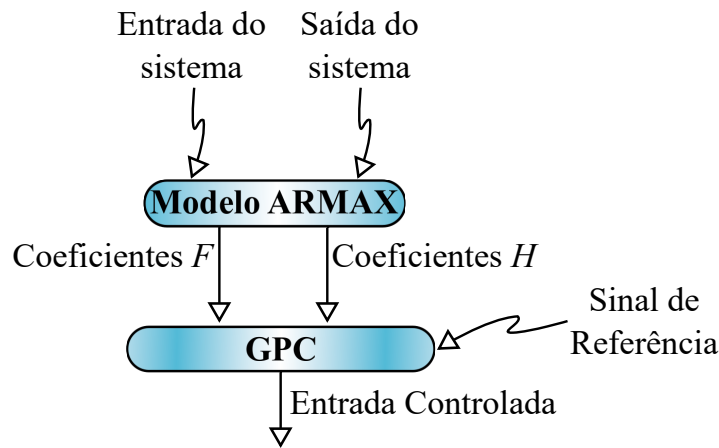 Entrada do
sistema
Saída do
sistema
Modelo ARMAX
Coeficientes F
Coeficientes H
Sinal de
Referência
GPC
Entrada Controlada